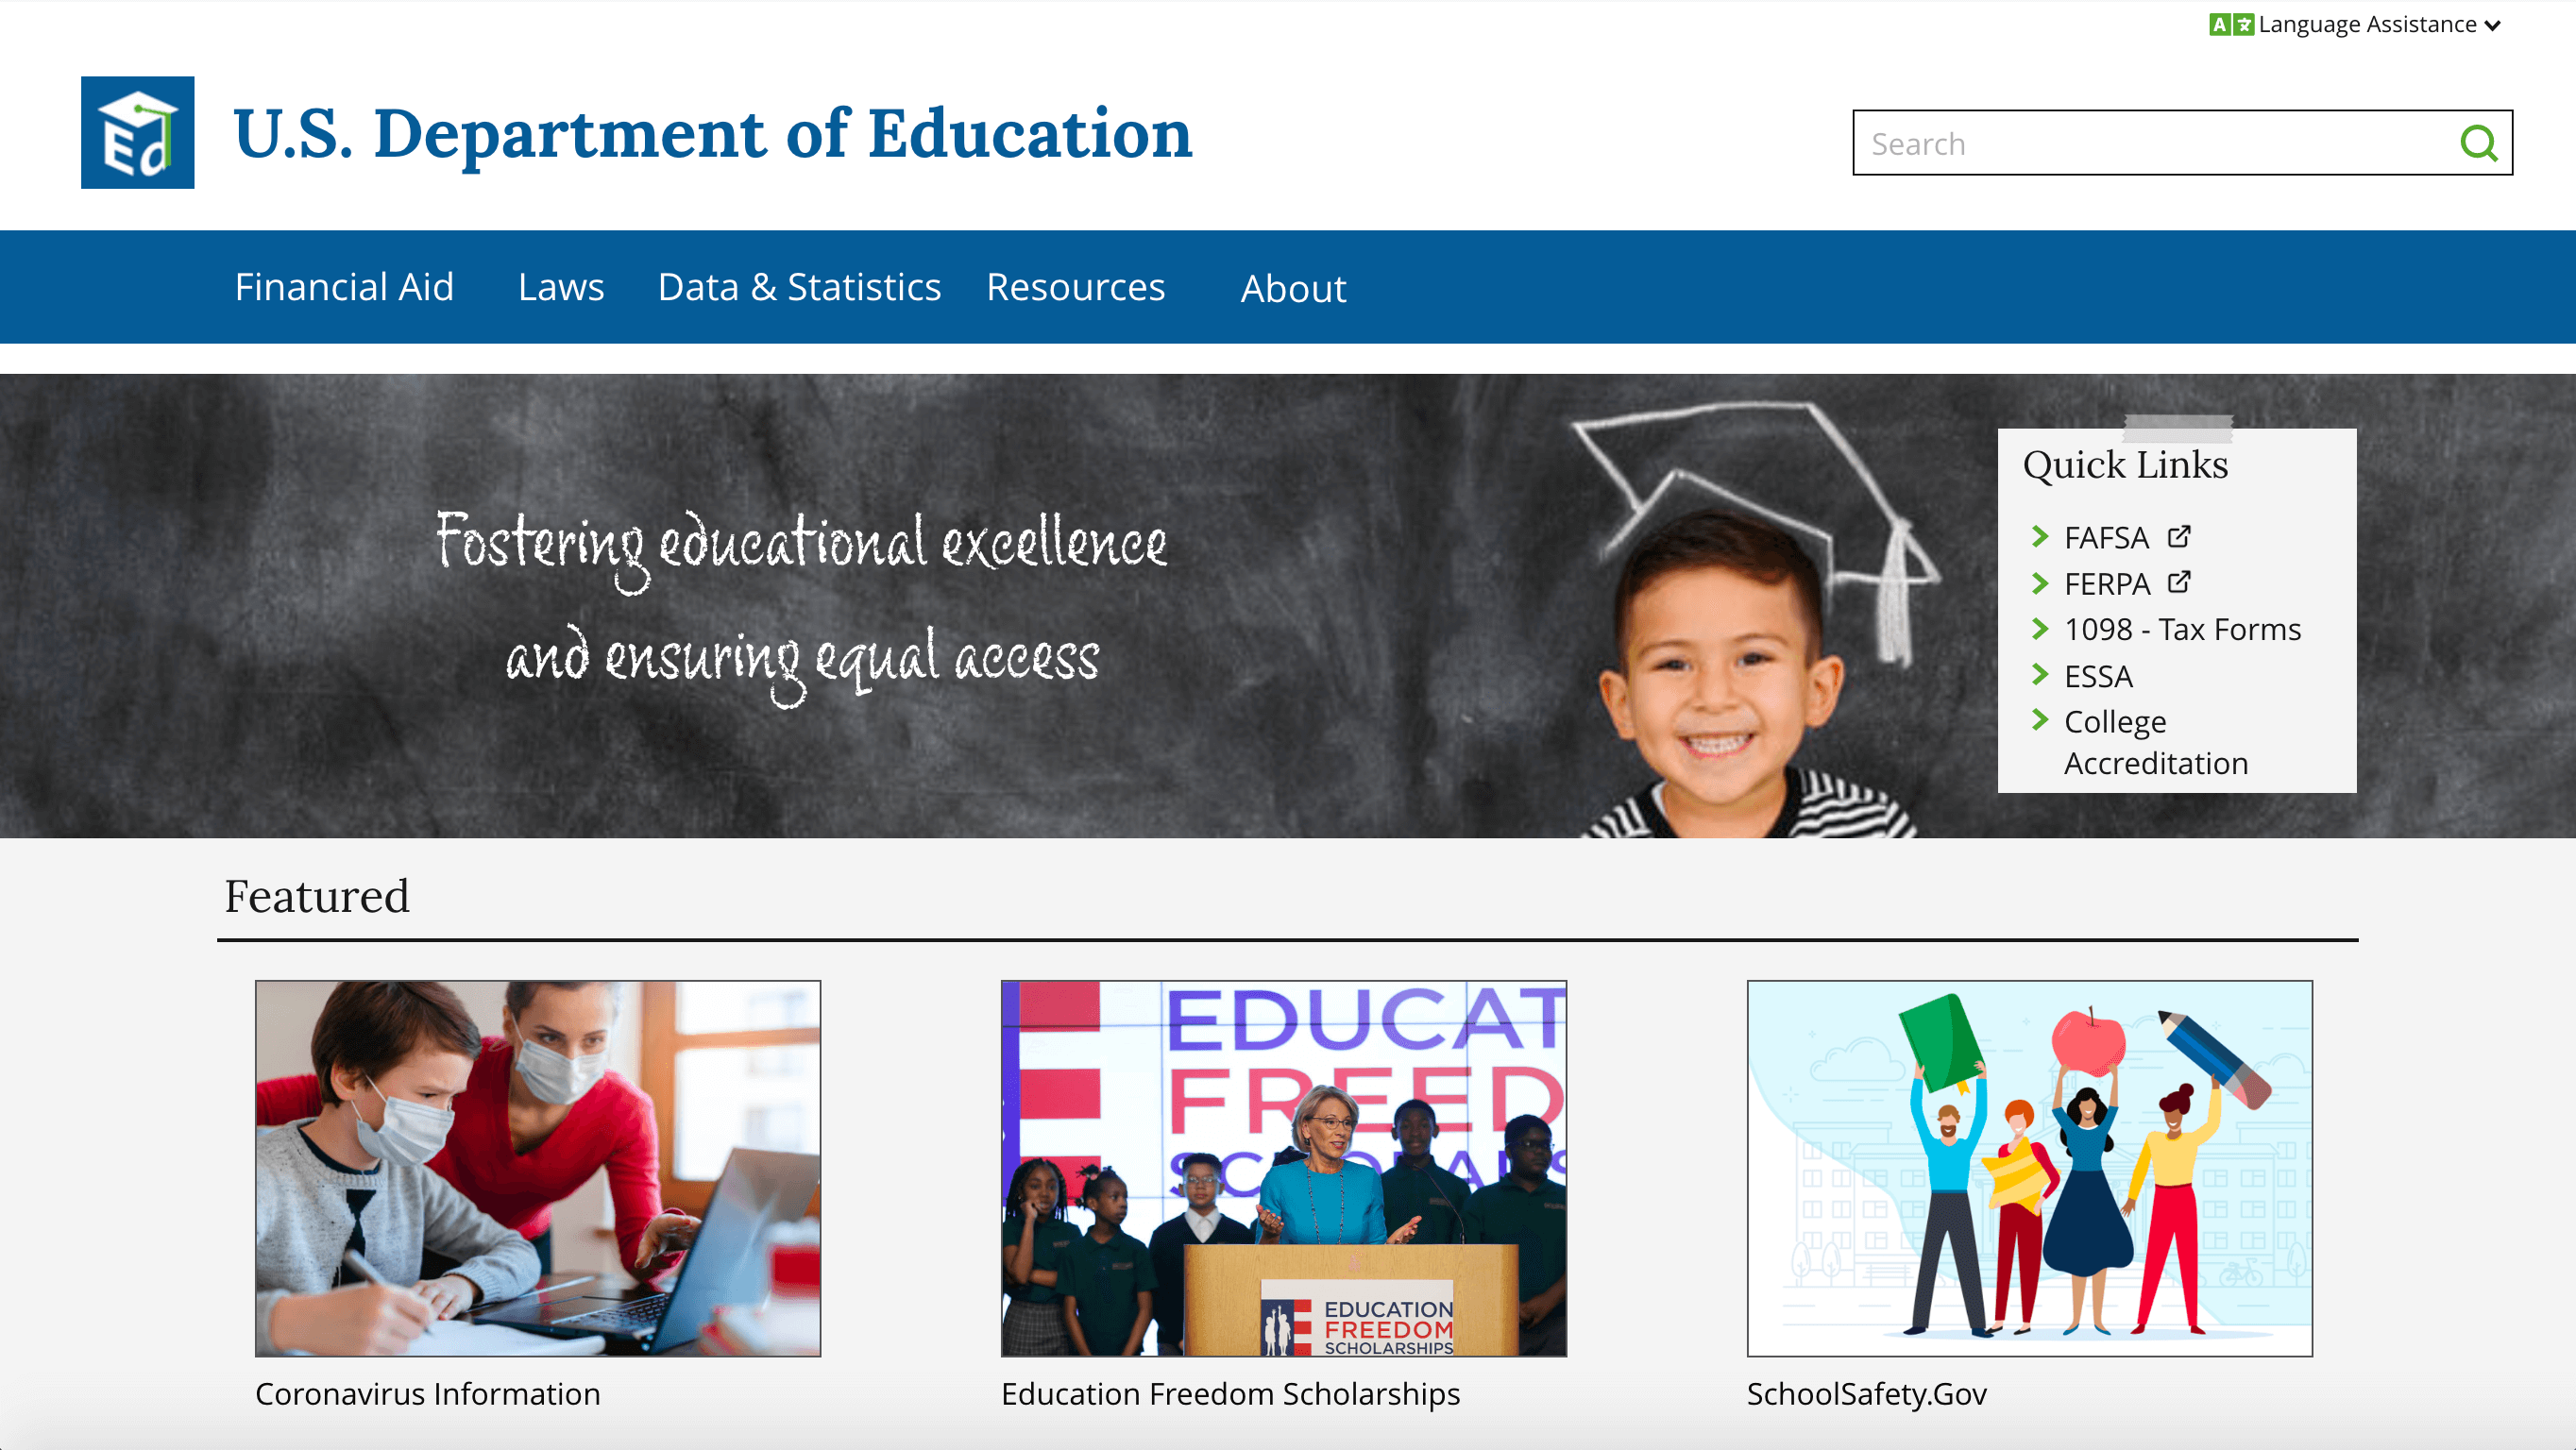 Language Assistance
Ed
U.S. Department of Education
Search
Financial Aid Laws Data & Statistics Resources About
Fostering educational excellence
and ensuring equal access
Quick Links
FAFSA
FERPA
1098 - Tax Forms
ESSA
College
Accreditation
Featured
EDUCAT
FREED
EDUCATION
FREEDOM
SCHOLARSHIPS
Coronavirus Information
Education Freedom Scholarships
SchoolSafety.Gov